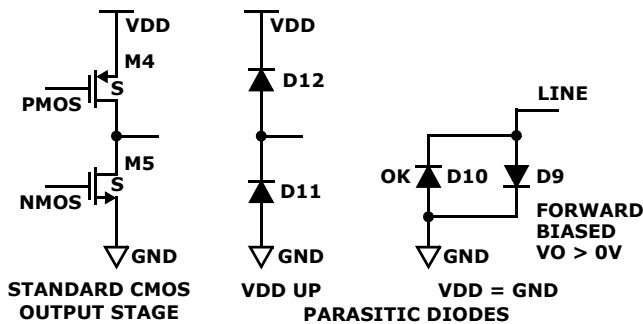 VDD
M4
S
PMOS
M5
S
NMOS
GND
STANDARD CMOS
OUTPUT STAGE
VDD
D12
D11
GND
VDD UP
LINE
OK
D10
D9
FORWARD
BIASED
VO > 0V
GND
VDD = GND
PARASITIC DIODES